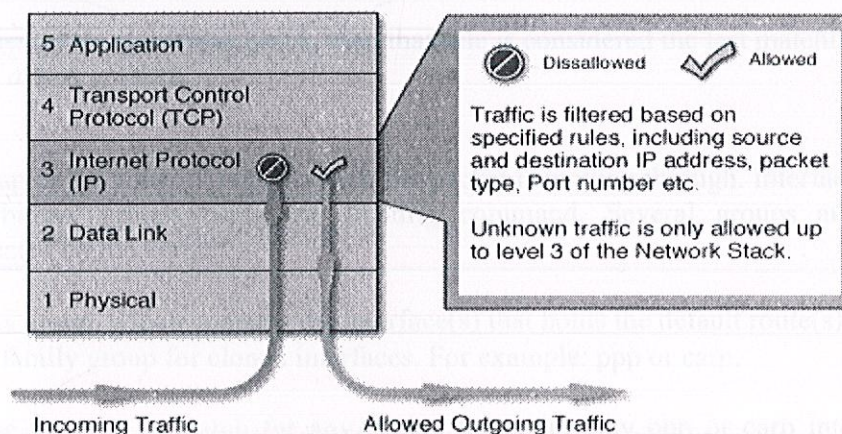 5 Application
4 Transport Control
Protocol (TCP)
3 Internet Protocol
(IP)
2 Data Link
1 Physical
Dissallowed
Allowed
Traffic is filtered based on
specified rules, including source
and destination IP address, packet
type, Port number etc.
Unknown traffic is only allowed up
to level 3 of the Network Stack.
Incoming Traffic
Allowed Outgoing Traffic